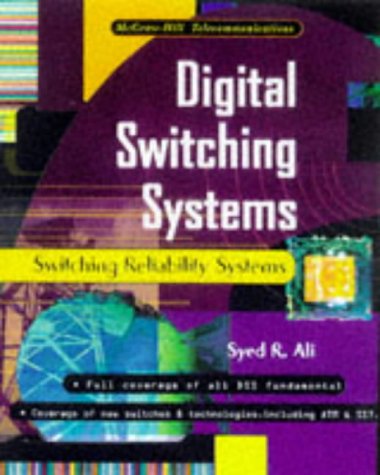 McGraw-Hill Telecommunications
Digital
Switching
Systems
Switching Reliability Systems
Syed R. Ali
• Full coverage of all DSS fundamental
• Coverage of new switches & technologies.including ATM &